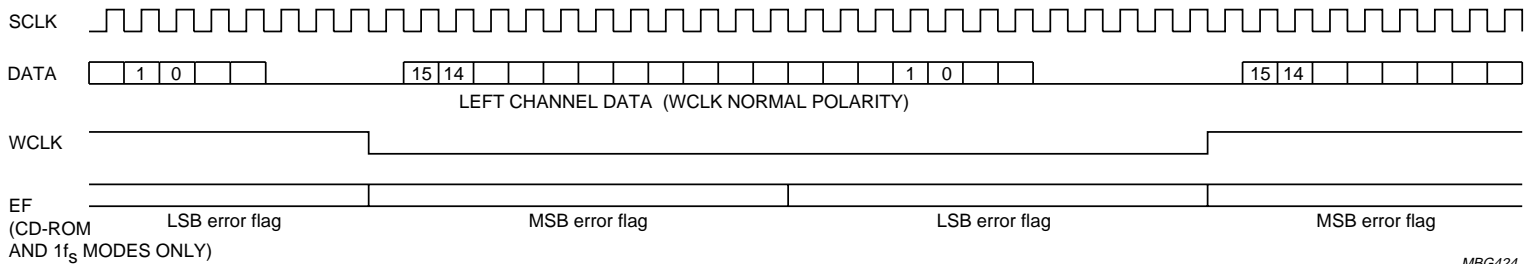 SCLK
DATA 1 0 15 14 1 0 15 14
LEFT CHANNEL DATA (WCLK NORMAL POLARITY)
WCLK
EF
(CD-ROM
AND 1fs MODES ONLY)
LSB error flag MSB error flag LSB error flag MSB error flag
MBG424